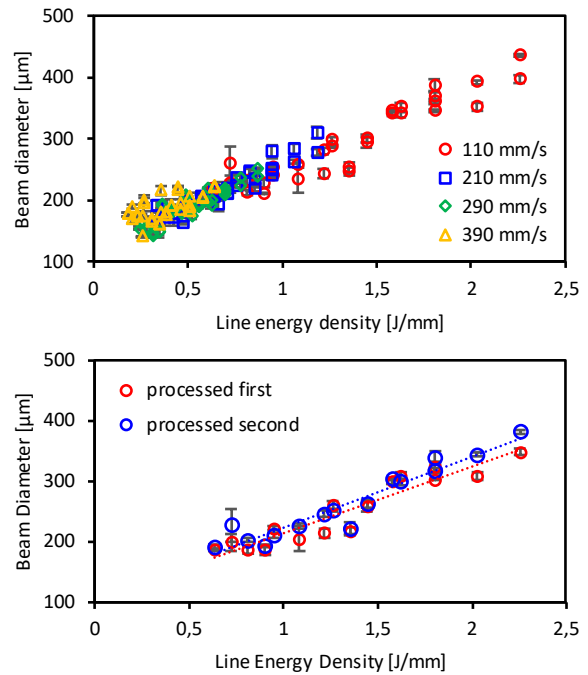 500
400
300
200
100
Beam diameter [µm]
110 mm/s
210 mm/s
290 mm/s
390 mm/s
0 0,5 1 1,5 2 2,5
Line energy density [J/mm]
500
400
300
200
100
Beam Diameter [µm]
processed first
processed second
0 0,5 1 1,5 2 2,5
Line Energy Density [J/mm]